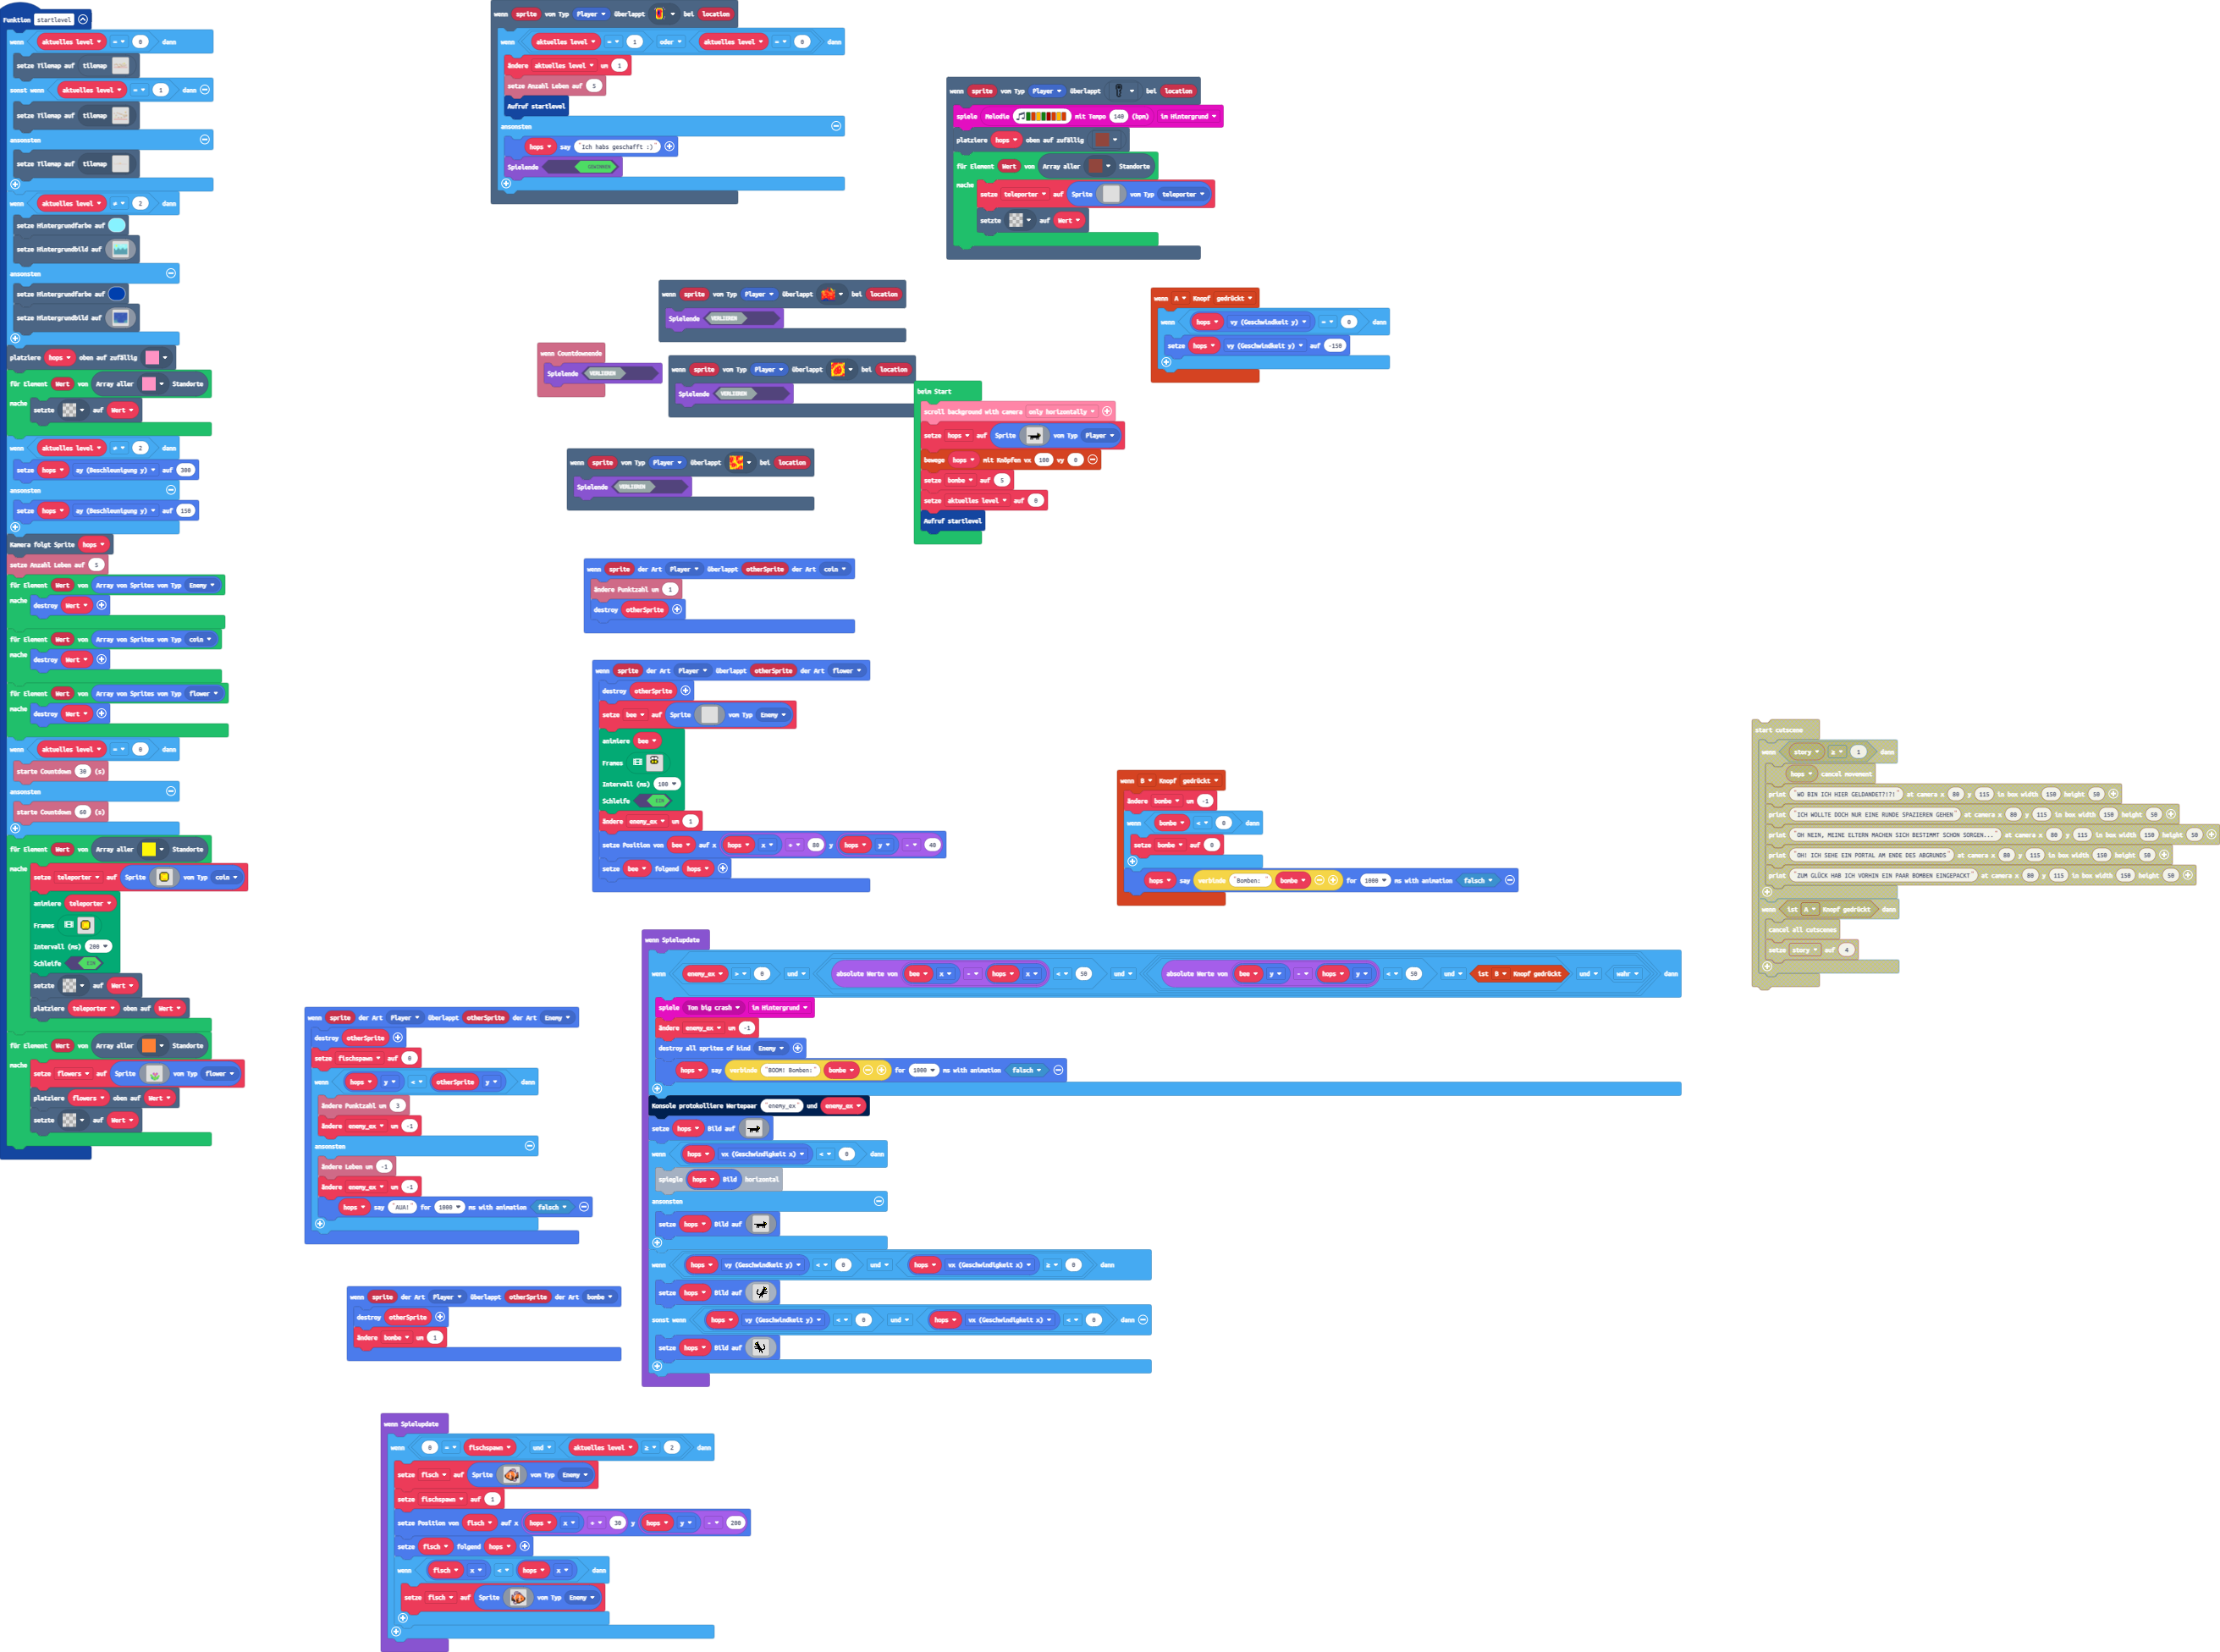 Funktion startlevel
wenn aktuelles level = 0 dann
setze Tilemap auf tilemap
sonst wenn aktuelles level = 1 dann
setze Tilemap auf tilemap
ansonsten
setze Tilemap auf tilemap
wenn aktuelles level ≠ 2 dann
setze Hintergrundfarbe auf
setze Hintergrundbild auf
ansonsten
setze Hintergrundfarbe auf
setze Hintergrundbild auf
platziere hops oben auf zufällig
für Element Wert von Array aller Standorte
mache setzte auf Wert
wenn aktuelles level ≠ 2 dann
setze hops ay (Beschleunigung y) auf 300
ansonsten
setze hops ay (Beschleunigung y) auf 150
Kamera folgt Sprite hops
setze Anzahl Leben auf 5
für Element Wert von Array von Sprites vom Typ Enemy
mache destroy Wert
für Element Wert von Array von Sprites vom Typ coin
mache destroy Wert
für Element Wert von Array von Sprites vom Typ flower
mache destroy Wert
wenn aktuelles level = 0 dann
starte Countdown 30 (s)
ansonsten
starte Countdown 60 (s)
für Element Wert von Array aller Standorte
mache setze teleporter auf Sprite vom Typ coin
animiere teleporter
Frames
Intervall (ms) 200
Schleife EIN
setzte auf Wert
platziere teleporter oben auf Wert
für Element Wert von Array aller Standorte
mache setze flowers auf Sprite vom Typ flower
platziere flowers oben auf Wert
setzte auf Wert
wenn sprite vom Typ Player überlappt bei location
wenn aktuelles level = 1 oder aktuelles level = 0 dann
ändere aktuelles level um 1
setze Anzahl Leben auf 5
Aufruf startlevel
ansonsten
hops say "Ich habs geschafft :)"
Spielende GEWINNEN
wenn sprite vom Typ Player überlappt bei location
spiele Melodie mit Tempo 140 (bpm) im Hintergrund
platziere hops oben auf zufällig
für Element Wert von Array aller Standorte
mache setze teleporter auf Sprite vom Typ teleporter
setzte auf Wert
wenn sprite vom Typ Player überlappt bei location
Spielende VERLIEREN
wenn A Knopf gedrückt
wenn hops vy (Geschwindkeit y) = 0 dann
setze hops vy (Geschwindkeit y) auf -150
wenn Countdownende
Spielende VERLIEREN
wenn sprite vom Typ Player überlappt bei location
Spielende VERLIEREN
beim Start
scroll background with camera only horizontally
setze hops auf Sprite vom Typ Player
bewege hops mit Knöpfen vx 100 vy 0
setze bombe auf 5
setze aktuelles level auf 0
Aufruf startlevel
wenn sprite vom Typ Player überlappt bei location
Spielende VERLIEREN
wenn sprite der Art Player überlappt otherSprite der Art coin
ändere Punktzahl um 1
destroy otherSprite
wenn sprite der Art Player überlappt otherSprite der Art flower
destroy otherSprite
setze bee auf Sprite vom Typ Enemy
animiere bee
Frames
Intervall (ms) 100
Schleife EIN
ändere enemy_ex um 1
setze Position von bee auf x hops x + 80 y hops y - 40
setze bee folgend hops
wenn B Knopf gedrückt
ändere bombe um -1
wenn bombe < 0 dann
setze bombe auf 0
hops say verbinde "Bomben: " bombe for 1000 ms with animation falsch
start cutscene
wenn story ≥ 1 dann
hops cancel movement
print "WO BIN ICH HIER GELDANDET?!?!" at camera x 80 y 115 in box width 150 height 50
print "ICH WOLLTE DOCH NUR EINE RUNDE SPAZIEREN GEHEN" at camera x 80 y 115 in box width 150 height 50
print "OH NEIN, MEINE ELTERN MACHEN SICH BESTIMMT SCHON SORGEN..." at camera x 80 y 115 in box width 150 height 50
print "OH! ICH SEHE EIN PORTAL AM ENDE DES ABGRUNDS" at camera x 80 y 115 in box width 150 height 50
print "ZUM GLÜCK HAB ICH VORHIN EIN PAAR BOMBEN EINGEPACKT" at camera x 80 y 115 in box width 150 height 50
wenn ist A Knopf gedrückt dann
cancel all cutscenes
setze story auf 4
wenn Spielupdate
wenn enemy_ex > 0 und absolute Werte von bee x - hops x < 50 und absolute Werte von bee y - hops y < 50 und ist B Knopf gedrückt und wahr dann
spiele Ton big crash im Hintergrund
ändere enemy_ex um -1
destroy all sprites of kind Enemy
hops say verbinde "BOOM! Bomben:" bombe for 1000 ms with animation falsch
Konsole protokolliere Wertepaar "enemy_ex" und enemy_ex
setze hops Bild auf
wenn hops vx (Geschwindigkeit x) < 0 dann
spiegle hops Bild horizontal
ansonsten
setze hops Bild auf
wenn hops vy (Geschwindkeit y) < 0 und hops vx (Geschwindigkeit x) ≥ 0 dann
setze hops Bild auf
sonst wenn hops vy (Geschwindkeit y) < 0 und hops vx (Geschwindigkeit x) < 0 dann
setze hops Bild auf
wenn sprite der Art Player überlappt otherSprite der Art Enemy
destroy otherSprite
setze fischspawn auf 0
wenn hops y < otherSprite y dann
ändere Punktzahl um 3
ändere enemy_ex um -1
ansonsten
ändere Leben um -1
ändere enemy_ex um -1
hops say "AUA!" for 1000 ms with animation falsch
wenn sprite der Art Player überlappt otherSprite der Art bombe
destroy otherSprite
ändere bombe um 1
wenn Spielupdate
wenn 0 = fischspawn und aktuelles level ≥ 2 dann
setze fisch auf Sprite vom Typ Enemy
setze fischspawn auf 1
setze Position von fisch auf x hops x + 30 y hops y - 200
setze fisch folgend hops
wenn fisch x < hops x dann
setze fisch auf Sprite vom Typ Enemy